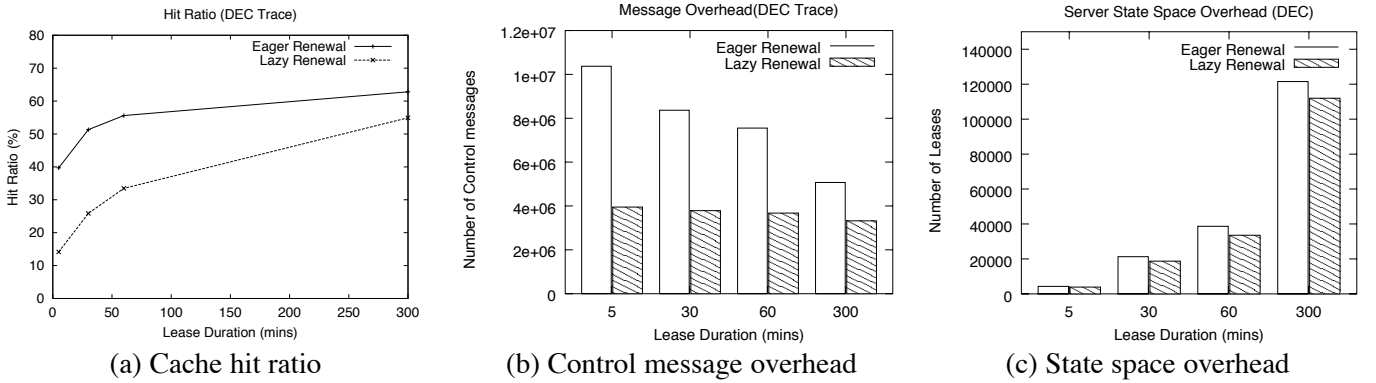 Hit Ratio (DEC Trace)
80
70
60
50
40
30
20
10
0
Hit Ratio (%)
Eager Renewal
Lazy Renewal
0 50 100 150 200 250 300
Lease Duration (mins)
(a) Cache hit ratio
Message Overhead(DEC Trace)
1.2e+07
1e+07
8e+06
6e+06
4e+06
2e+06
0
Number of Control messages
Eager Renewal
Lazy Renewal
5 30 60 300
Lease Duration (mins)
(b) Control message overhead
Server State Space Overhead (DEC)
140000
120000
100000
80000
60000
40000
20000
0
Number of Leases
Eager Renewal
Lazy Renewal
5 30 60 300
Lease Duration (mins)
(c) State space overhead